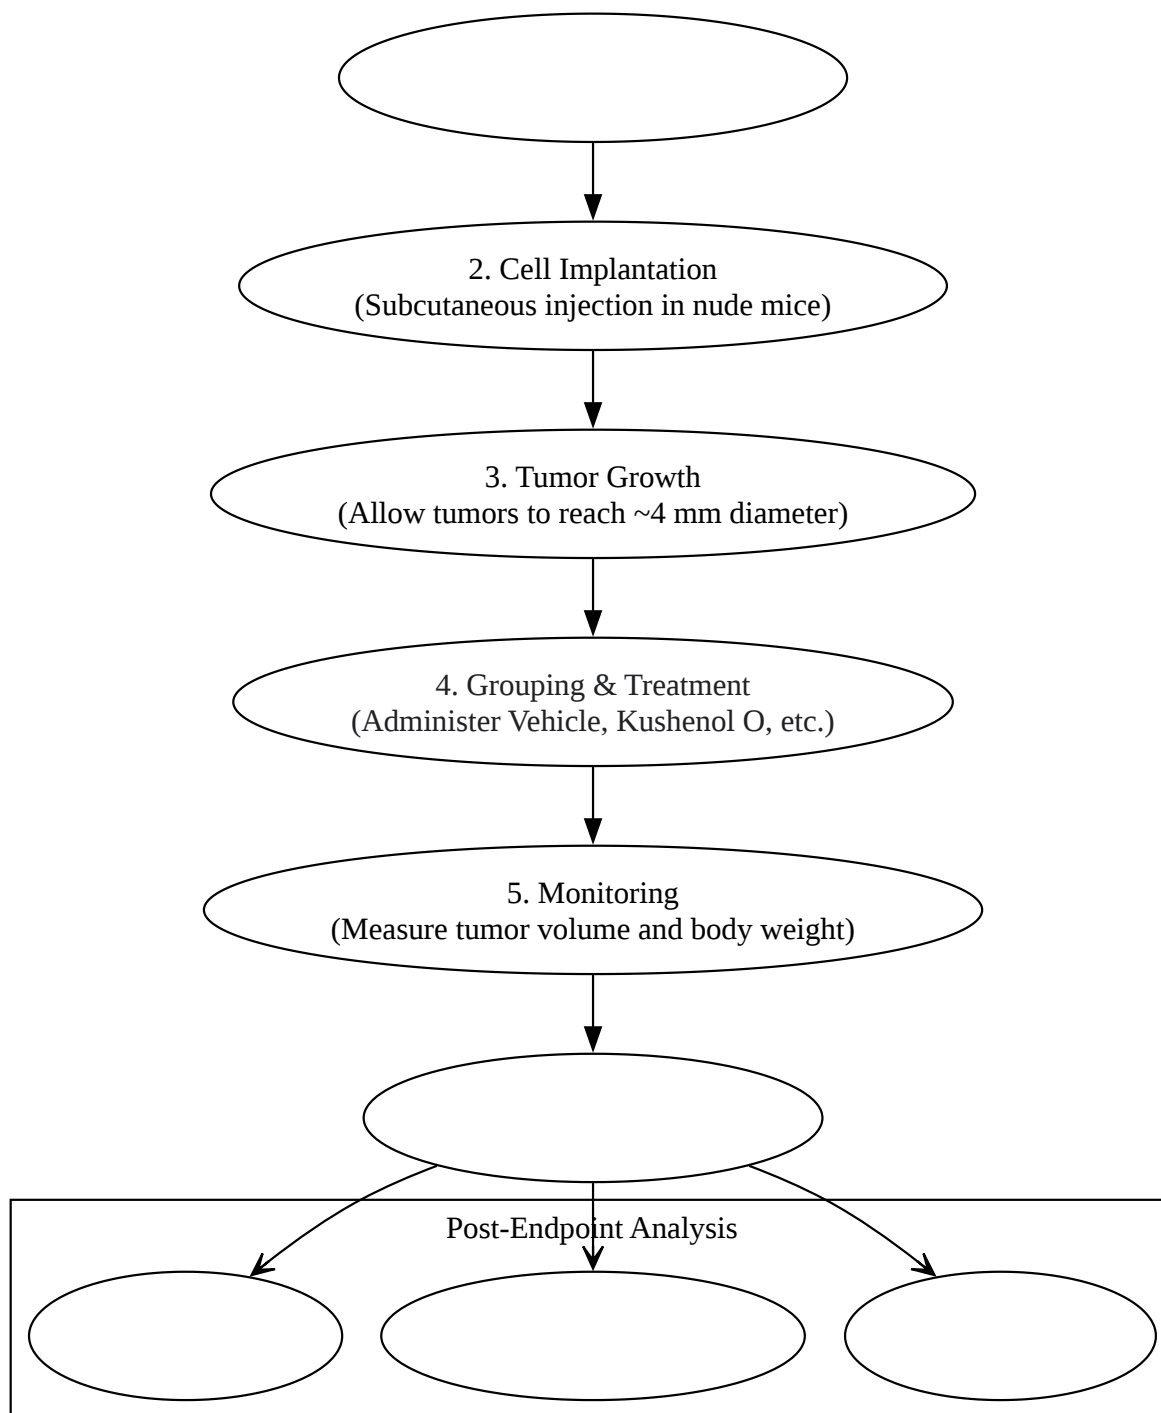 2. Cell Implantation
(Subcutaneous injection in nude mice)
3. Tumor Growth
(Allow tumors to reach ~4 mm diameter)
4. Grouping & Treatment
(Administer Vehicle, Kushenol O, etc.)
5. Monitoring
(Measure tumor volume and body weight)
Post-Endpoint Analysis